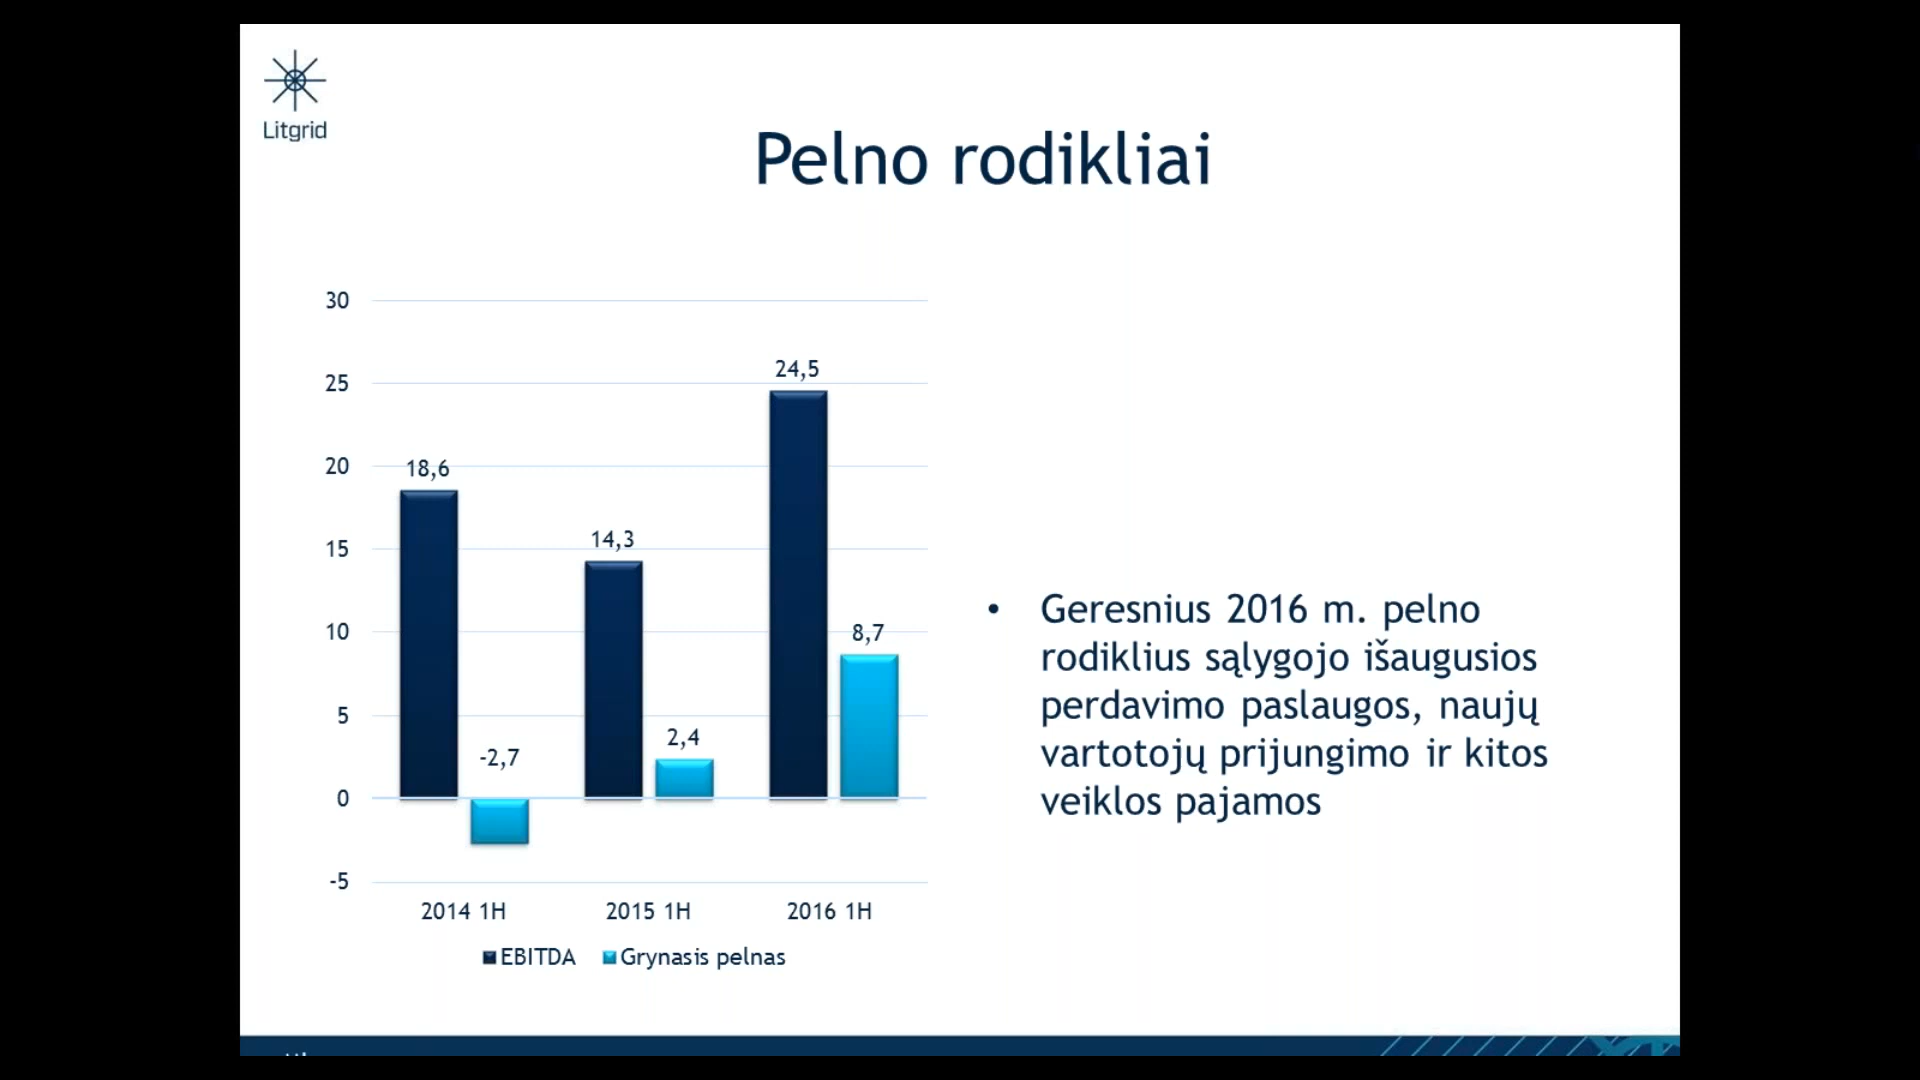 Litgrid
Pelno rodikliai
30
25
20
15
10
5
0
-5
18,6
-2,7
14,3
2,4
24,5
8,7
2014 1H
2015 1H
2016 1H
EBITDA
Grynasis pelnas
• Geresnius 2016 m. pelno
rodiklius sąlygojo išaugusios
perdavimo paslaugos, naujų
vartotojų prijungimo ir kitos
veiklos pajamos